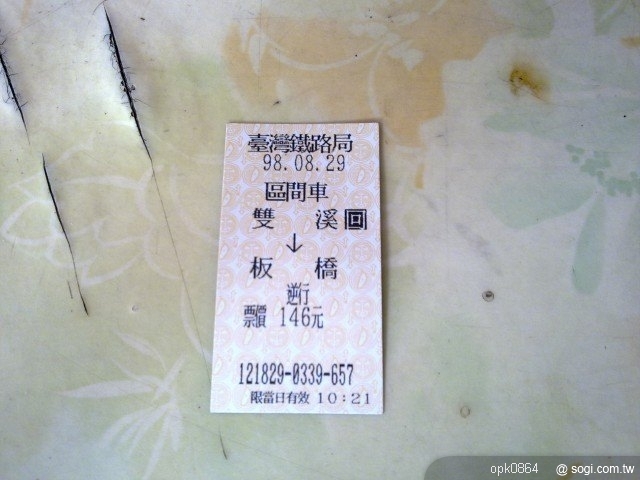 臺灣鐵路局
98.08.29
區間車
雙溪回
↓
板橋
逆行
票價 146元
121829-0339-657
限當日有效 10:21
opk0864 @ sogi.com.tw